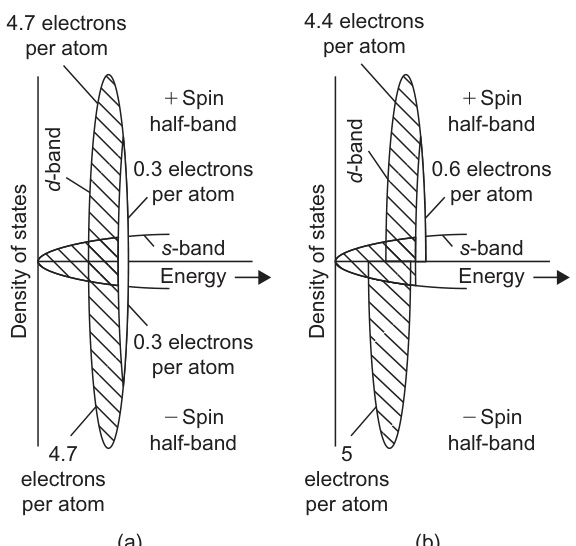 4.7 electrons
per atom
+ Spin
half-band
d-band
0.3 electrons
per atom
s-band
Energy
Density of states
0.3 electrons
per atom
− Spin
half-band
4.7
electrons
per atom
(a)
4.4 electrons
per atom
+ Spin
half-band
d-band
0.6 electrons
per atom
s-band
Energy
Density of states
− Spin
half-band
5
electrons
per atom
(b)